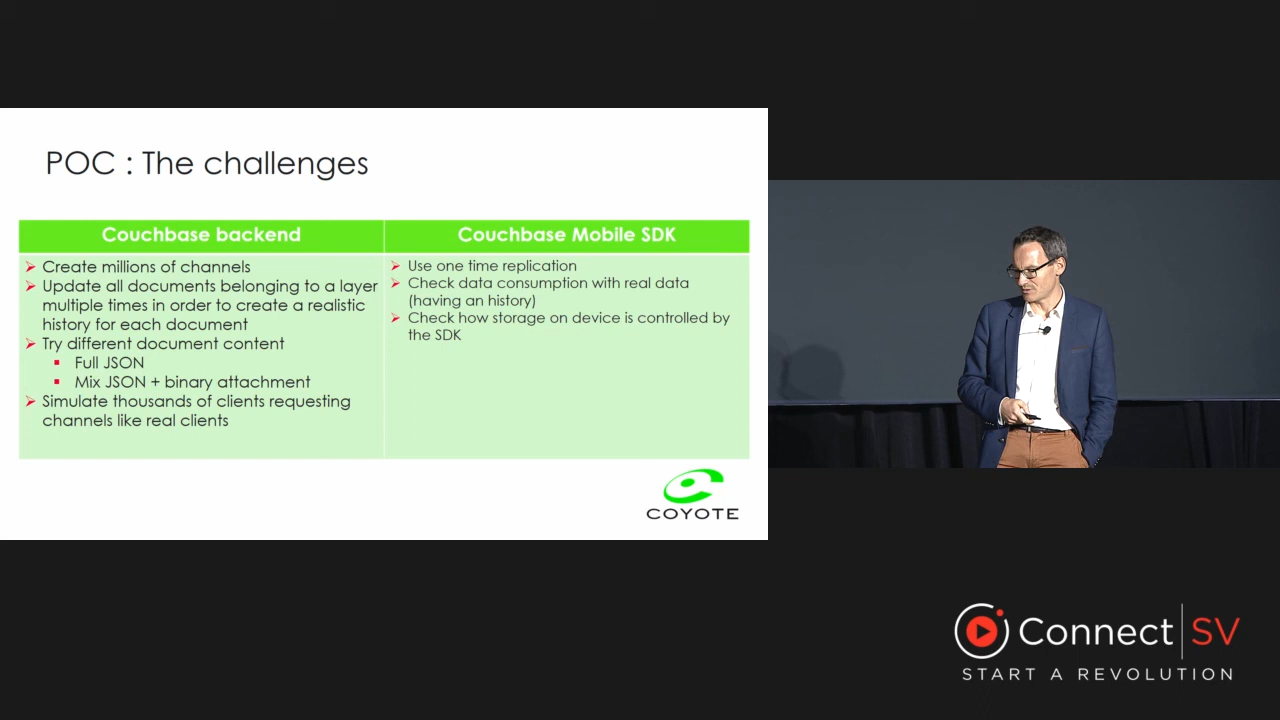 POC : The challenges
Couchbase backend
Create millions of channels
Update all documents belonging to a layer
multiple times in order to create a realistic
history for each document
Try different document content
Full JSON
Mix JSON + binary attachment
Simulate thousands of clients requesting
channels like real clients
Couchbase Mobile SDK
Use one time replication
Check data consumption with real data
(having an history)
Check how storage on device is controlled by
the SDK
COYOTE
Connect SV
START A REVOLUTION